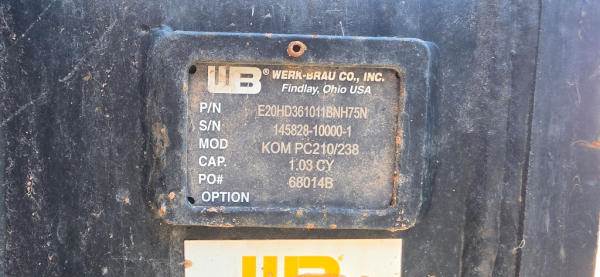 WB® WERK-BRAU CO., INC.
Findlay, Ohio USA
P/N E20HD361011BNH75N
S/N 145828-10000-1
MOD KOM PC210/238
CAP. 1.03 CY
PO# 68014B
OPTION
WB